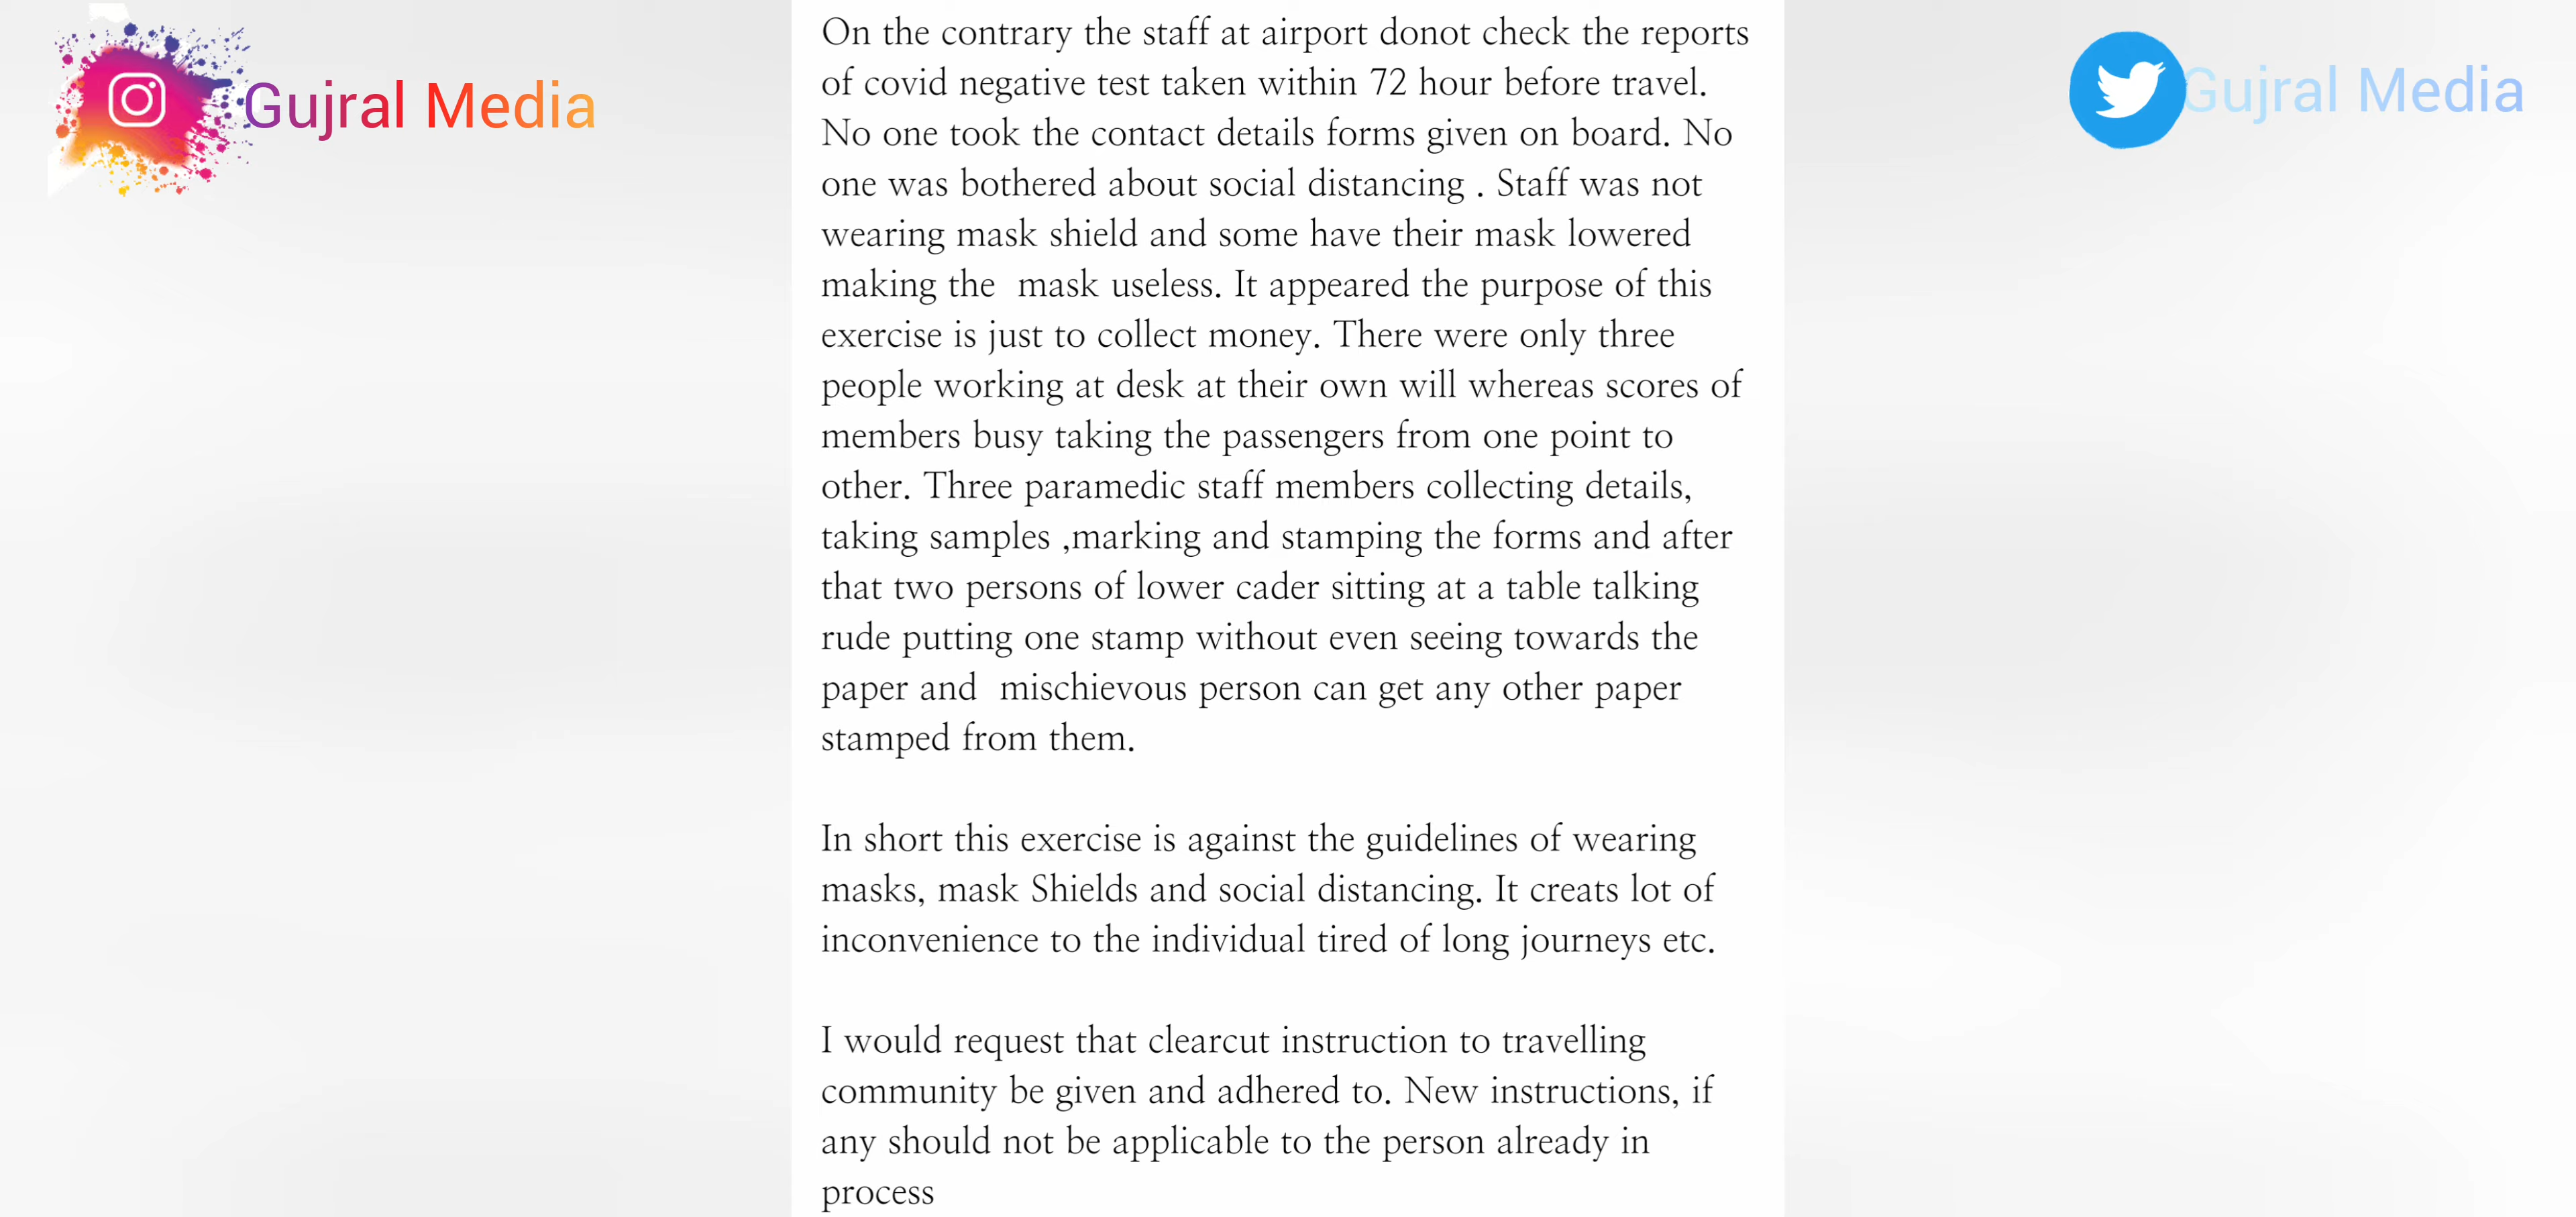 Gujral Media
Gujral Media
On the contrary the staff at airport donot check the reports
of covid negative test taken within 72 hour before travel.
No one took the contact details forms given on board. No
one was bothered about social distancing . Staff was not
wearing mask shield and some have their mask lowered
making the  mask useless. It appeared the purpose of this
exercise is just to collect money. There were only three
people working at desk at their own will whereas scores of
members busy taking the passengers from one point to
other. Three paramedic staff members collecting details,
taking samples ,marking and stamping the forms and after
that two persons of lower cader sitting at a table talking
rude putting one stamp without even seeing towards the
paper and  mischievous person can get any other paper
stamped from them.
In short this exercise is against the guidelines of wearing
masks, mask Shields and social distancing. It creats lot of
inconvenience to the individual tired of long journeys etc.
I would request that clearcut instruction to travelling
community be given and adhered to. New instructions, if
any should not be applicable to the person already in
process